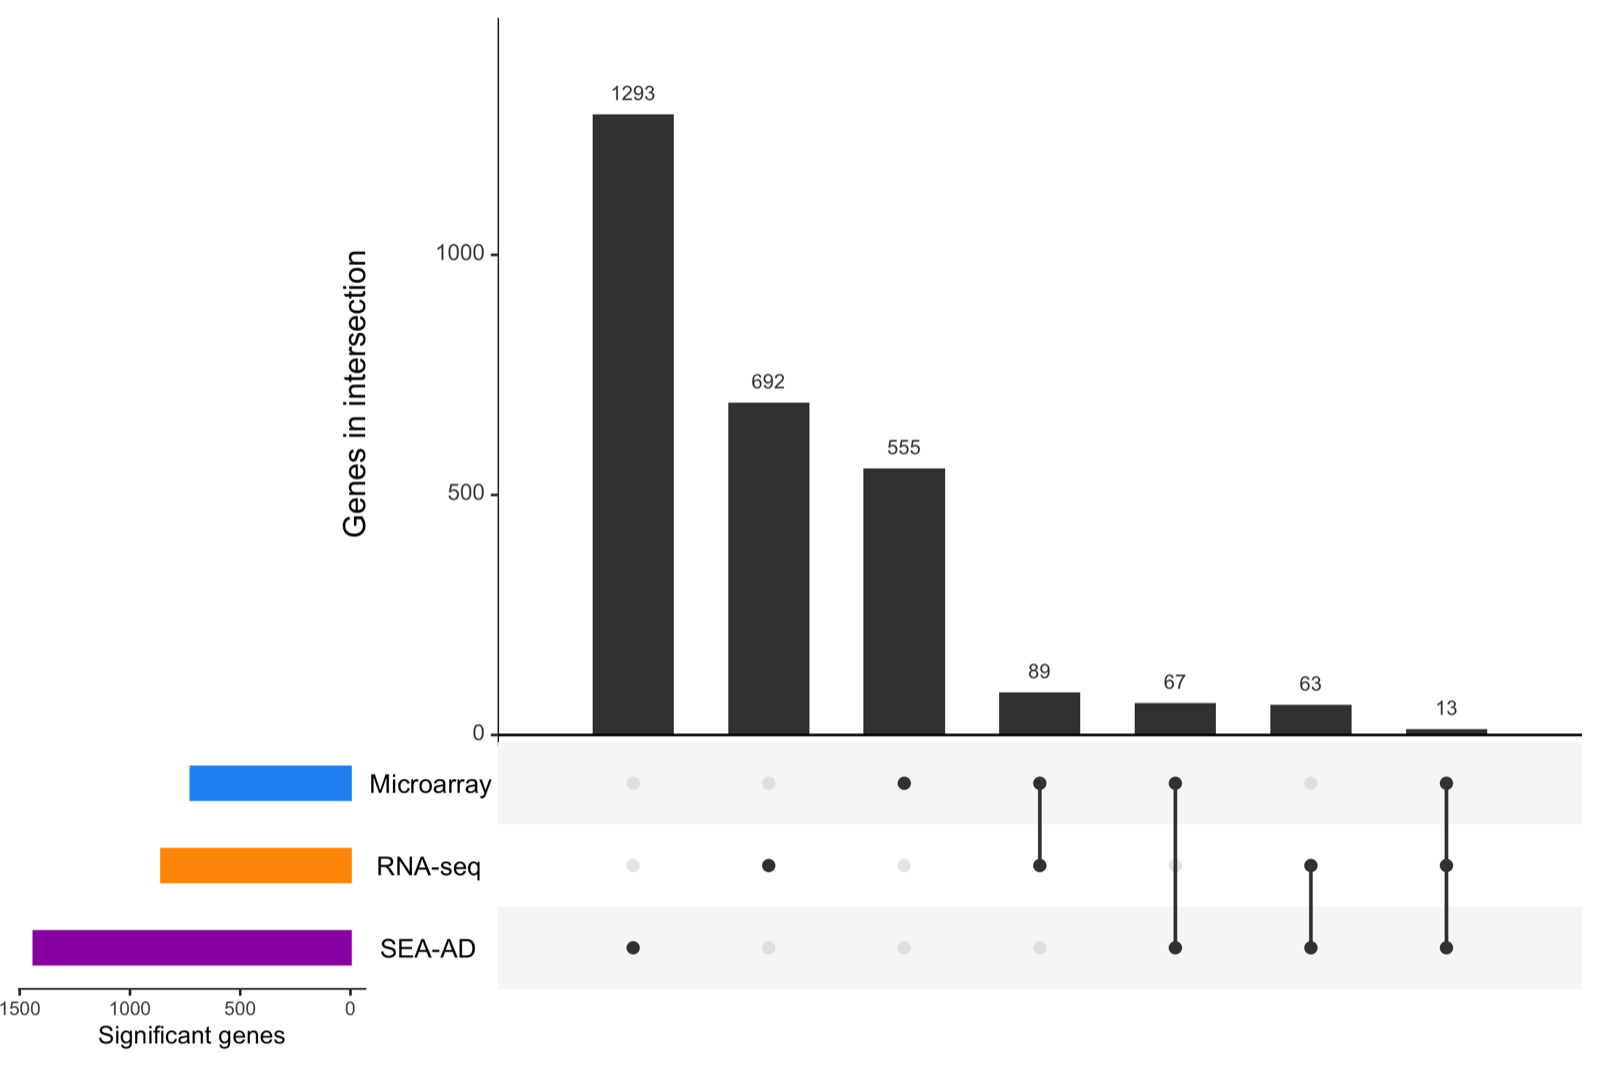 1293
692
555
89
67
63
13
1000
500
0
Genes in intersection
Microarray
RNA-seq
SEA-AD
1500 1000 500 0
Significant genes